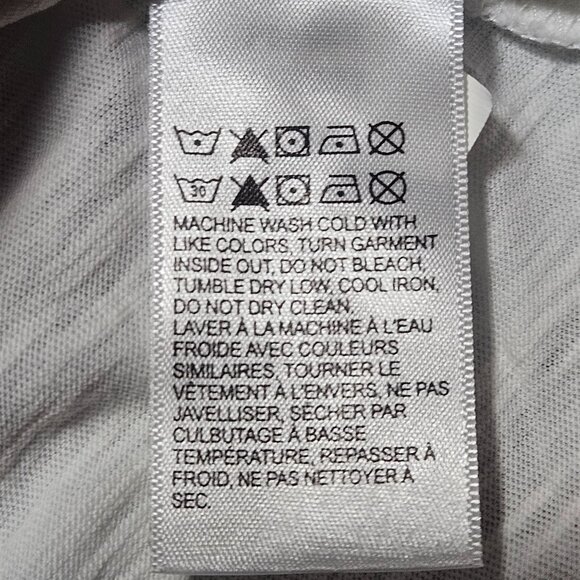 30
MACHINE WASH COLD WITH
LIKE COLORS, TURN GARMENT
INSIDE OUT, DO NOT BLEACH,
TUMBLE DRY LOW, COOL IRON,
DO NOT DRY CLEAN.
LAVER À LA MACHINE À L'EAU
FROIDE AVEC COULEURS
SIMILAIRES, TOURNER LE
VÊTEMENT À L'ENVERS, NE PAS
JAVELLISER, SÉCHER PAR
CULBUTAGE À BASSE
TEMPÉRATURE, REPASSER À
FROID, NE PAS NETTOYER À
SEC.